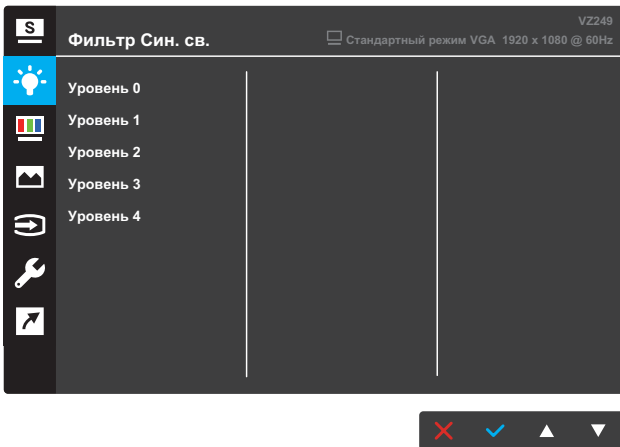 S
VZ249
Фильтр Син. св.
Стандартный режим VGA 1920 x 1080 @ 60Hz
Уровень 0
Уровень 1
Уровень 2
Уровень 3
Уровень 4